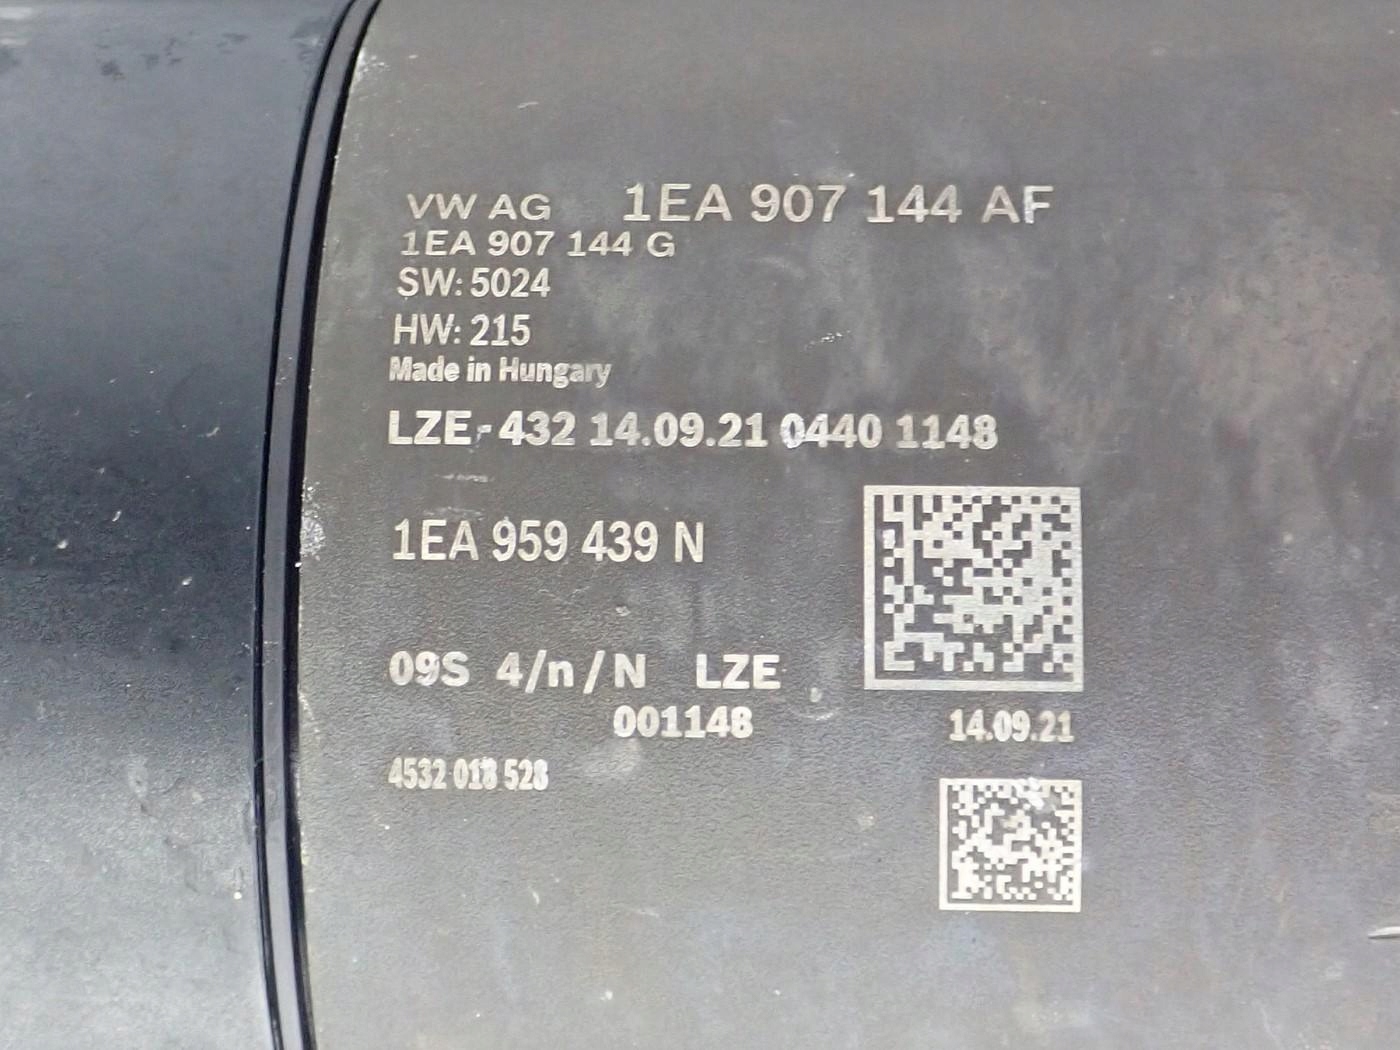 VW AG 1EA 907 144 AF
1EA 907 144 G
SW: 5024
HW: 215
Made in Hungary
LZE-432 14.09.21 0440 1148
1EA 959 439 N
09S 4/n/N LZE
001148
14.09.21
4532 018 528